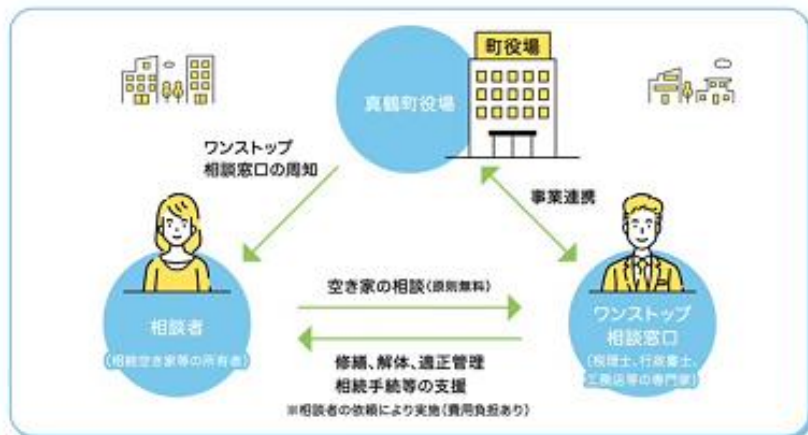 町役場
真鶴町役場
ワンストップ
相談窓口の周知
事業連携
空き家の相談(原則無料)
相談者
(相続空き家等の所有者)
ワンストップ
相談窓口
(税理士、行政書士、
工務店等の専門家)
修繕、解体、適正管理
相続手続等の支援
※相談者の依頼により実施(費用負担あり)